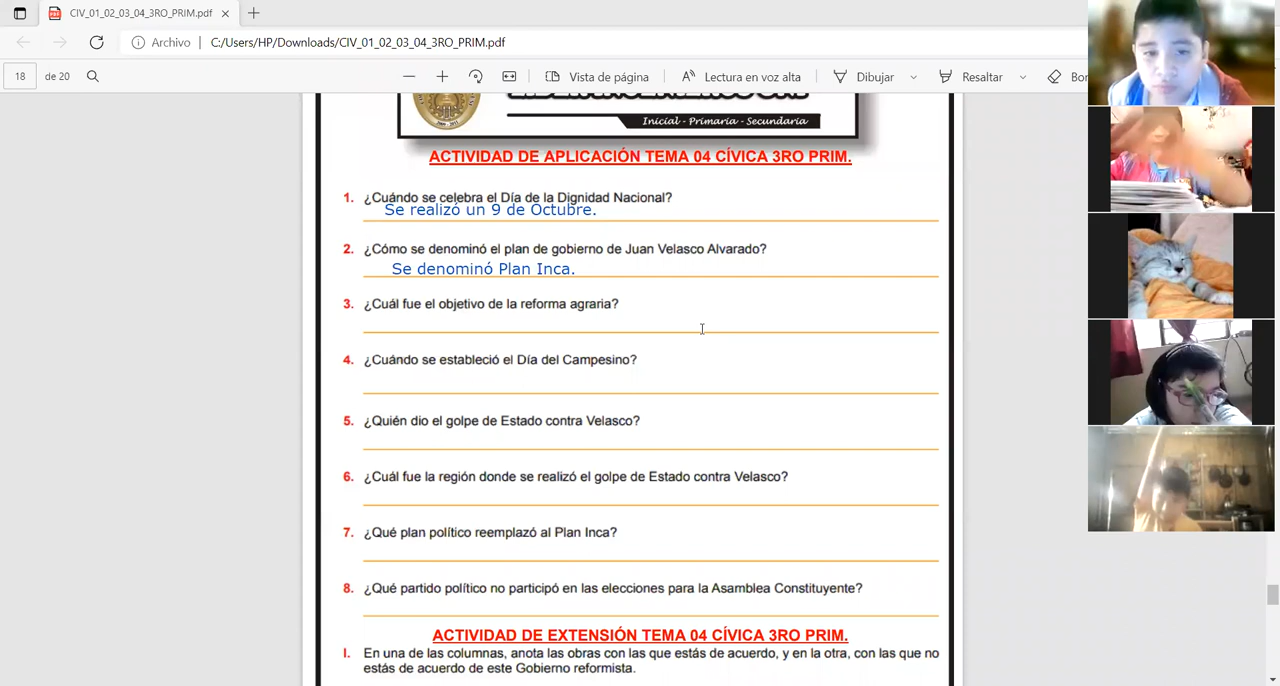 CIV_01_02_03_04_3RO_PRIM.pdf
Archivo C:/Users/HP/Downloads/CIV_01_02_03_04_3RO_PRIM.pdf
18 de 20 Vista de página Lectura en voz alta Dibujar Resaltar
Inicial - Primaria - Secundaria
ACTIVIDAD DE APLICACIÓN TEMA 04 CÍVICA 3RO PRIM.
1. ¿Cuándo se celebra el Día de la Dignidad Nacional?
Se realizó un 9 de Octubre.
2. ¿Cómo se denominó el plan de gobierno de Juan Velasco Alvarado?
Se denominó Plan Inca.
3. ¿Cuál fue el objetivo de la reforma agraria?
4. ¿Cuándo se estableció el Día del Campesino?
5. ¿Quién dio el golpe de Estado contra Velasco?
6. ¿Cuál fue la región donde se realizó el golpe de Estado contra Velasco?
7. ¿Qué plan político reemplazó al Plan Inca?
8. ¿Qué partido político no participó en las elecciones para la Asamblea Constituyente?
ACTIVIDAD DE EXTENSIÓN TEMA 04 CÍVICA 3RO PRIM.
I. En una de las columnas, anota las obras con las que estás de acuerdo, y en la otra, con las que no
estás de acuerdo de este Gobierno reformista.